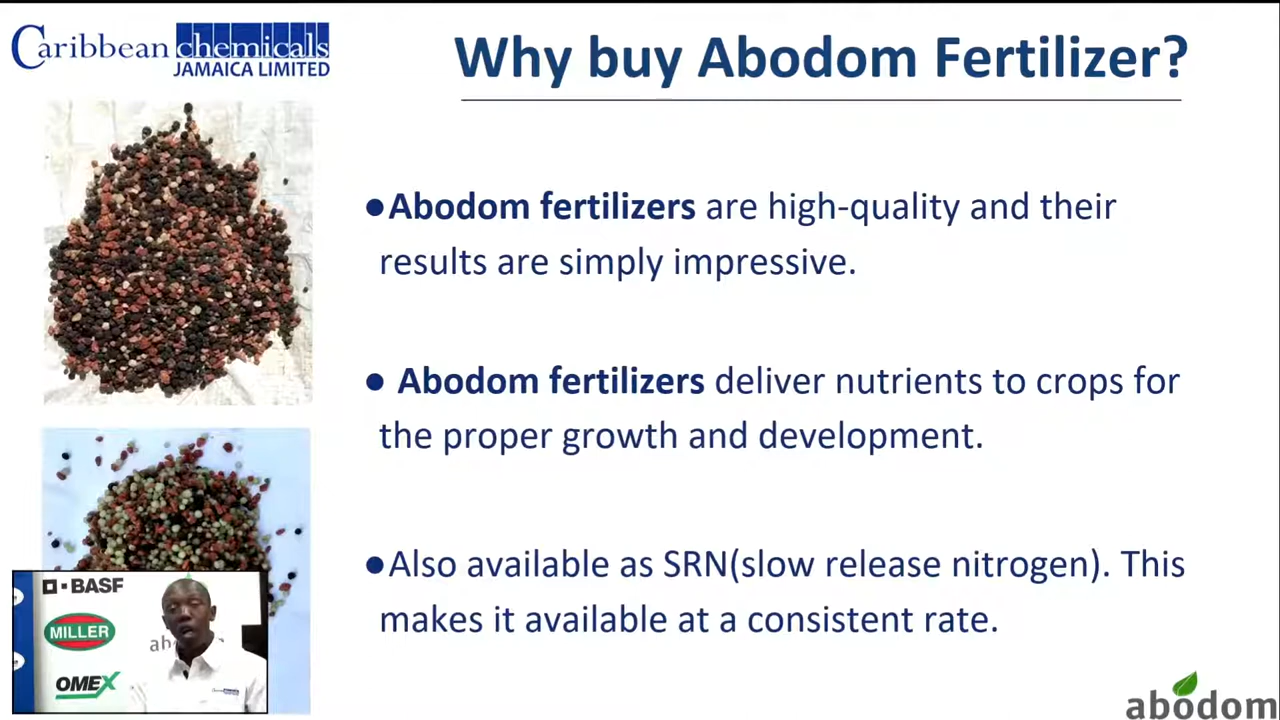 Caribbean chemicals
JAMAICA LIMITED
Why buy Abodom Fertilizer?
●Abodom fertilizers are high-quality and their
results are simply impressive.
● Abodom fertilizers deliver nutrients to crops for
the proper growth and development.
●Also available as SRN(slow release nitrogen). This
makes it available at a consistent rate.
BASF
MILLER
OMEX
abodom